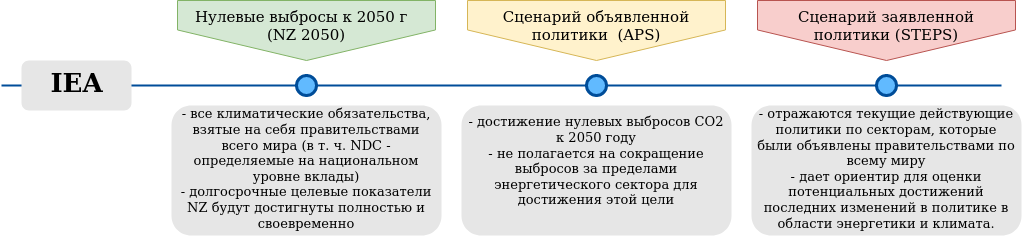 Нулевые выбросы к 2050 г
(NZ 2050)
Сценарий объявленной
политики (APS)
Сценарий заявленной
политики (STEPS)
IEA
- все климатические обязательства,
взятые на себя правительствами
всего мира (в т. ч. NDC -
определяемые на национальном
уровне вклады)
- долгосрочные целевые показатели
NZ будут достигнуты полностью и
своевременно
- достижение нулевых выбросов CO2
к 2050 году
- не полагается на сокращение
выбросов за пределами
энергетического сектора для
достижения этой цели
- отражаются текущие действующие
политики по секторам, которые
были объявлены правительствами по
всему миру
- дает ориентир для оценки
потенциальных достижений
последних изменений в политике в
области энергетики и климата.